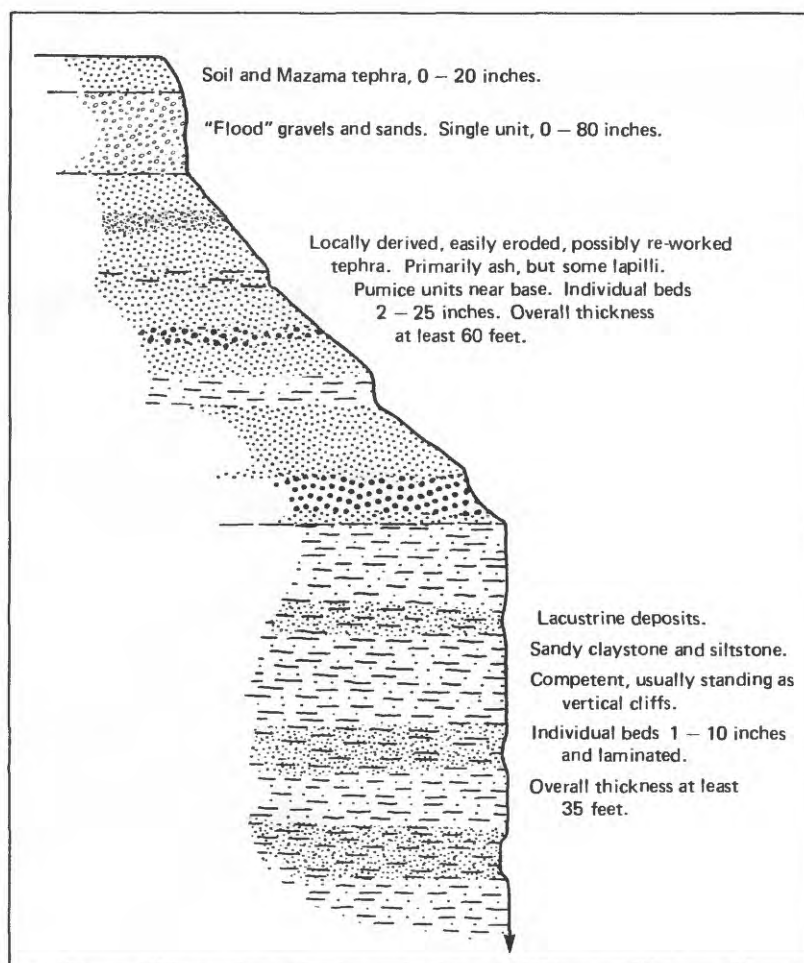 Soil and Mazama tephra, 0 – 20 inches.
"Flood" gravels and sands. Single unit, 0 – 80 inches.
Locally derived, easily eroded, possibly re-worked
tephra. Primarily ash, but some lapilli.
Pumice units near base. Individual beds
2 – 25 inches. Overall thickness
at least 60 feet.
Lacustrine deposits.
Sandy claystone and siltstone.
Competent, usually standing as
vertical cliffs.
Individual beds 1 – 10 inches
and laminated.
Overall thickness at least
35 feet.